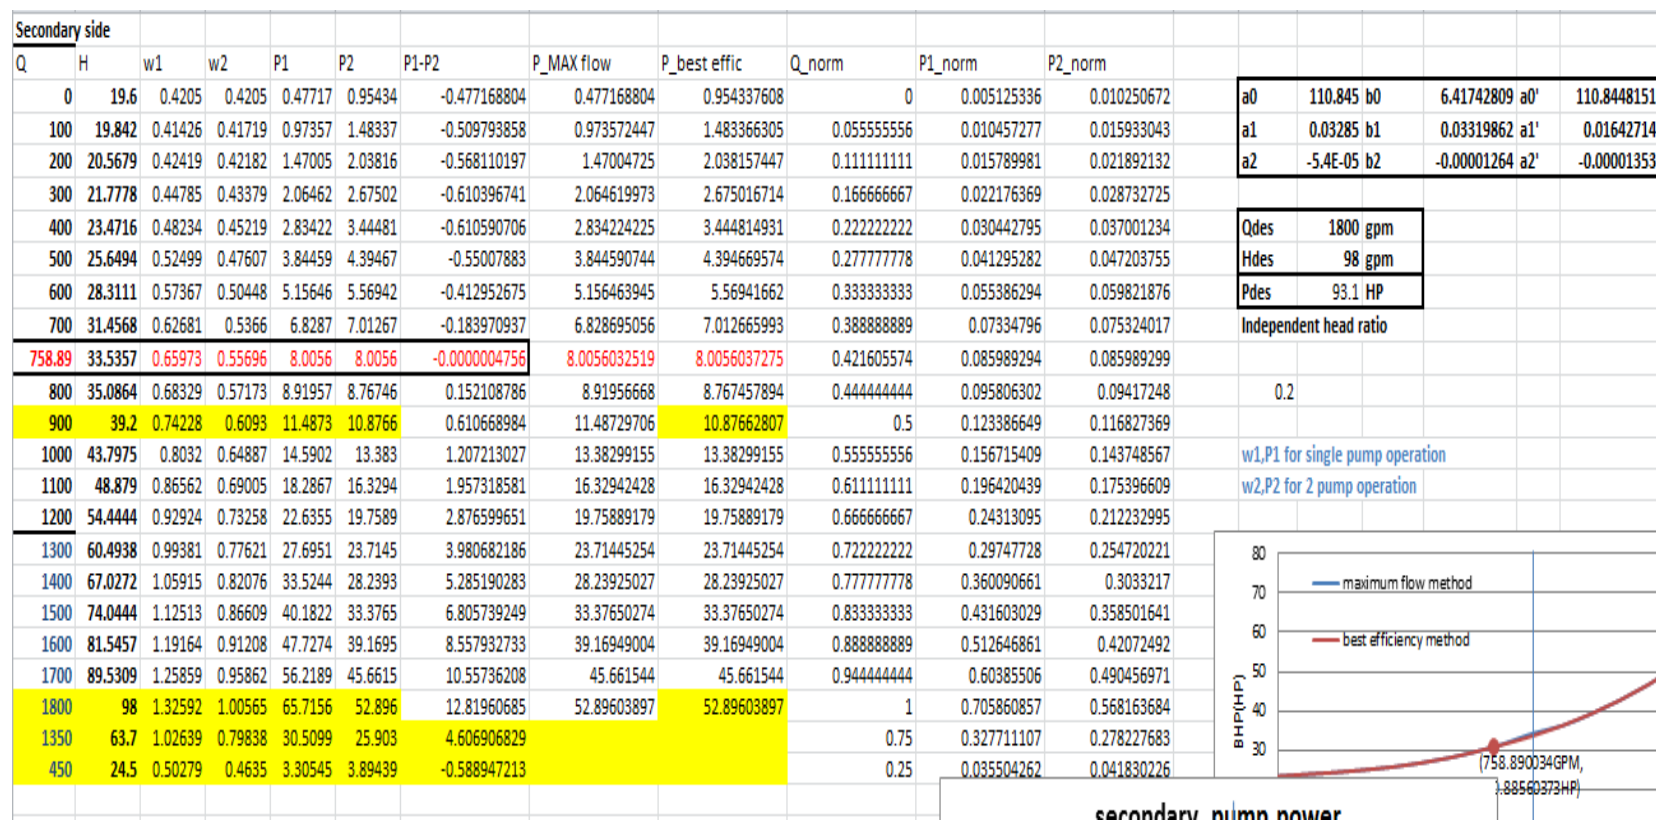 Secondary side
Q H w1 w2 P1 P2 P1-P2 P_MAX flow P_best effic Q_norm P1_norm P2_norm
0 19.6 0.4205 0.4205 0.47717 0.95434 -0.477168804 0.477168804 0.954337608 0 0.005125336 0.010250672 a0 110.845 b0 6.41742809 a0' 110.8448151
100 19.842 0.41426 0.41719 0.97357 1.48337 -0.509793858 0.973572447 1.483366305 0.055555556 0.010457277 0.015933043 a1 0.03285 b1 0.03319862 a1' 0.01642714
200 20.5679 0.42419 0.42182 1.47005 2.03816 -0.568110197 1.47004725 2.038157447 0.111111111 0.015789981 0.021892132 a2 -5.4E-05 b2 -0.00001264 a2' -0.00001353
300 21.7778 0.44785 0.43379 2.06462 2.67502 -0.610396741 2.064619973 2.675016714 0.166666667 0.022176369 0.028732725
400 23.4716 0.48234 0.45219 2.83422 3.44481 -0.610590706 2.834224225 3.444814931 0.222222222 0.030442795 0.037001234 Qdes 1800 gpm
500 25.6494 0.52499 0.47607 3.84459 4.39467 -0.55007883 3.844590744 4.394669574 0.277777778 0.041295282 0.047203755 Hdes 98 gpm
600 28.3111 0.57367 0.50448 5.15646 5.56942 -0.412952675 5.156463945 5.56941662 0.333333333 0.055386294 0.059821876 Pdes 93.1 HP
700 31.4568 0.62681 0.5366 6.8287 7.01267 -0.183970937 6.828695056 7.012665993 0.388888889 0.07334796 0.075324017 Independent head ratio
758.89 33.5357 0.65973 0.55696 8.0056 8.0056 -0.0000004756 8.0056032519 8.0056037275 0.421605574 0.085989294 0.085989299
800 35.0864 0.68329 0.57173 8.91957 8.76746 0.152108786 8.91956668 8.767457894 0.444444444 0.095806302 0.09417248 0.2
900 39.2 0.74228 0.6093 11.4873 10.8766 0.610668984 11.48729706 10.87662807 0.5 0.123386649 0.116827369
1000 43.7975 0.8032 0.64887 14.5902 13.383 1.207213027 13.38299155 13.38299155 0.555555556 0.156715409 0.143748567 w1,P1 for single pump operation
1100 48.879 0.86562 0.69005 18.2867 16.3294 1.957318581 16.32942428 16.32942428 0.611111111 0.196420439 0.175396609 w2,P2 for 2 pump operation
1200 54.4444 0.92924 0.73258 22.6355 19.7589 2.876599651 19.75889179 19.75889179 0.666666667 0.24313095 0.212232995
1300 60.4938 0.99381 0.77621 27.6951 23.7145 3.980682186 23.71445254 23.71445254 0.722222222 0.29747728 0.254720221
1400 67.0272 1.05915 0.82076 33.5244 28.2393 5.285190283 28.23925027 28.23925027 0.777777778 0.360090661 0.3033217
1500 74.0444 1.12513 0.86609 40.1822 33.3765 6.805739249 33.37650274 33.37650274 0.833333333 0.431603029 0.358501641
1600 81.5457 1.19164 0.91208 47.7274 39.1695 8.557932733 39.16949004 39.16949004 0.888888889 0.512646861 0.42072492
1700 89.5309 1.25859 0.95862 56.2189 45.6615 10.55736208 45.661544 45.661544 0.944444444 0.60385506 0.490456971
1800 98 1.32592 1.00565 65.7156 52.896 12.81960685 52.89603897 52.89603897 1 0.705860857 0.568163684
1350 63.7 1.02639 0.79838 30.5099 25.903 4.606906829 0.75 0.327711107 0.278227683
450 24.5 0.50279 0.4635 3.30545 3.89439 -0.588947213 0.25 0.035504262 0.041830226
80
maximum flow method
70
60
best efficiency method
50
40
30
BHP(HP)
(758.890034GPM,
.88560373HP)
secondary pump power